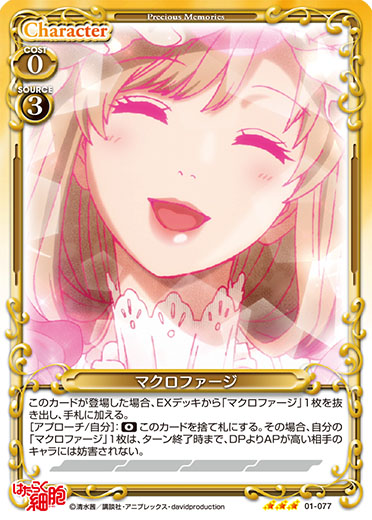 Precious Memories
Character
COST
0
SOURCE
3
マクロファージ
このカードが登場した場合、EXデッキから「マクロファージ」1枚を抜
き出し、手札に加える。
[アプローチ/自分]:0このカードを捨て札にする。その場合、自分の
「マクロファージ」1枚は、ターン終了時まで、DPよりAPが高い相手の
キャラには妨害されない。
はたらく
細胞
01-077
©清水茜/講談社・アニプレックス・davidproduction